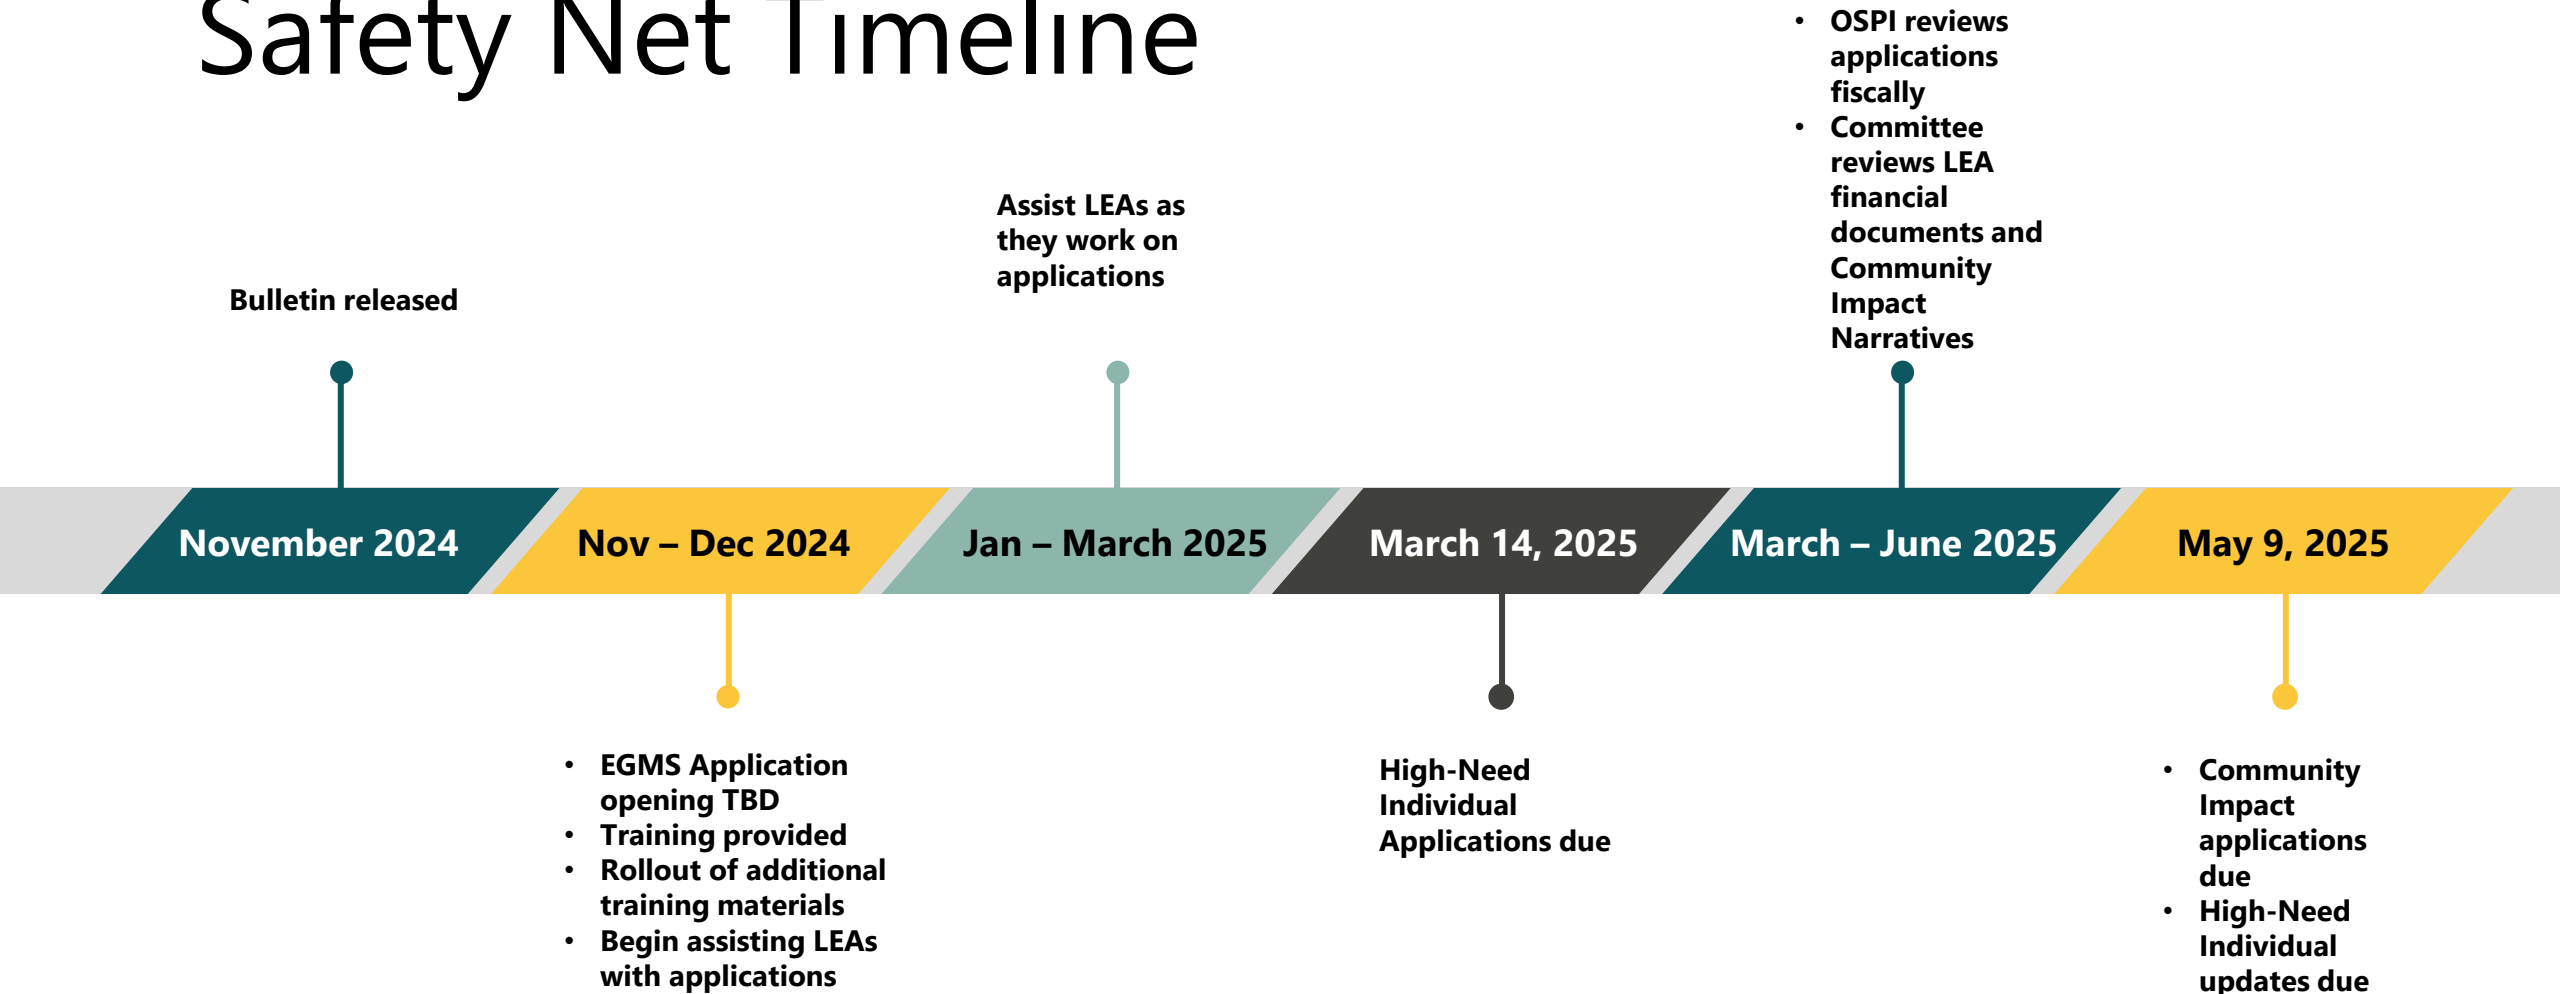 Safety Net Timeline
• OSPI reviews
applications
fiscally
• Committee
reviews LEA
financial
documents and
Community
Impact
Narratives
Assist LEAs as
they work on
applications
Bulletin released
November 2024
Nov – Dec 2024
Jan – March 2025
March 14, 2025
March – June 2025
May 9, 2025
• EGMS Application
opening TBD
• Training provided
• Rollout of additional
training materials
• Begin assisting LEAs
with applications
High-Need
Individual
Applications due
• Community
Impact
applications
due
• High-Need
Individual
updates due